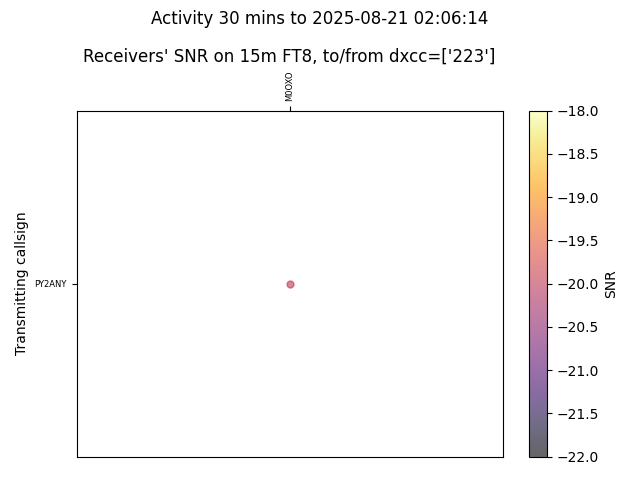 Activity 30 mins to 2025-08-21 02:06:14
Receivers' SNR on 15m FT8, to/from dxcc=['223']
M0OXO
Transmitting callsign
PY2ANY
−18.0
−18.5
−19.0
−19.5
−20.0
−20.5
−21.0
−21.5
−22.0
SNR